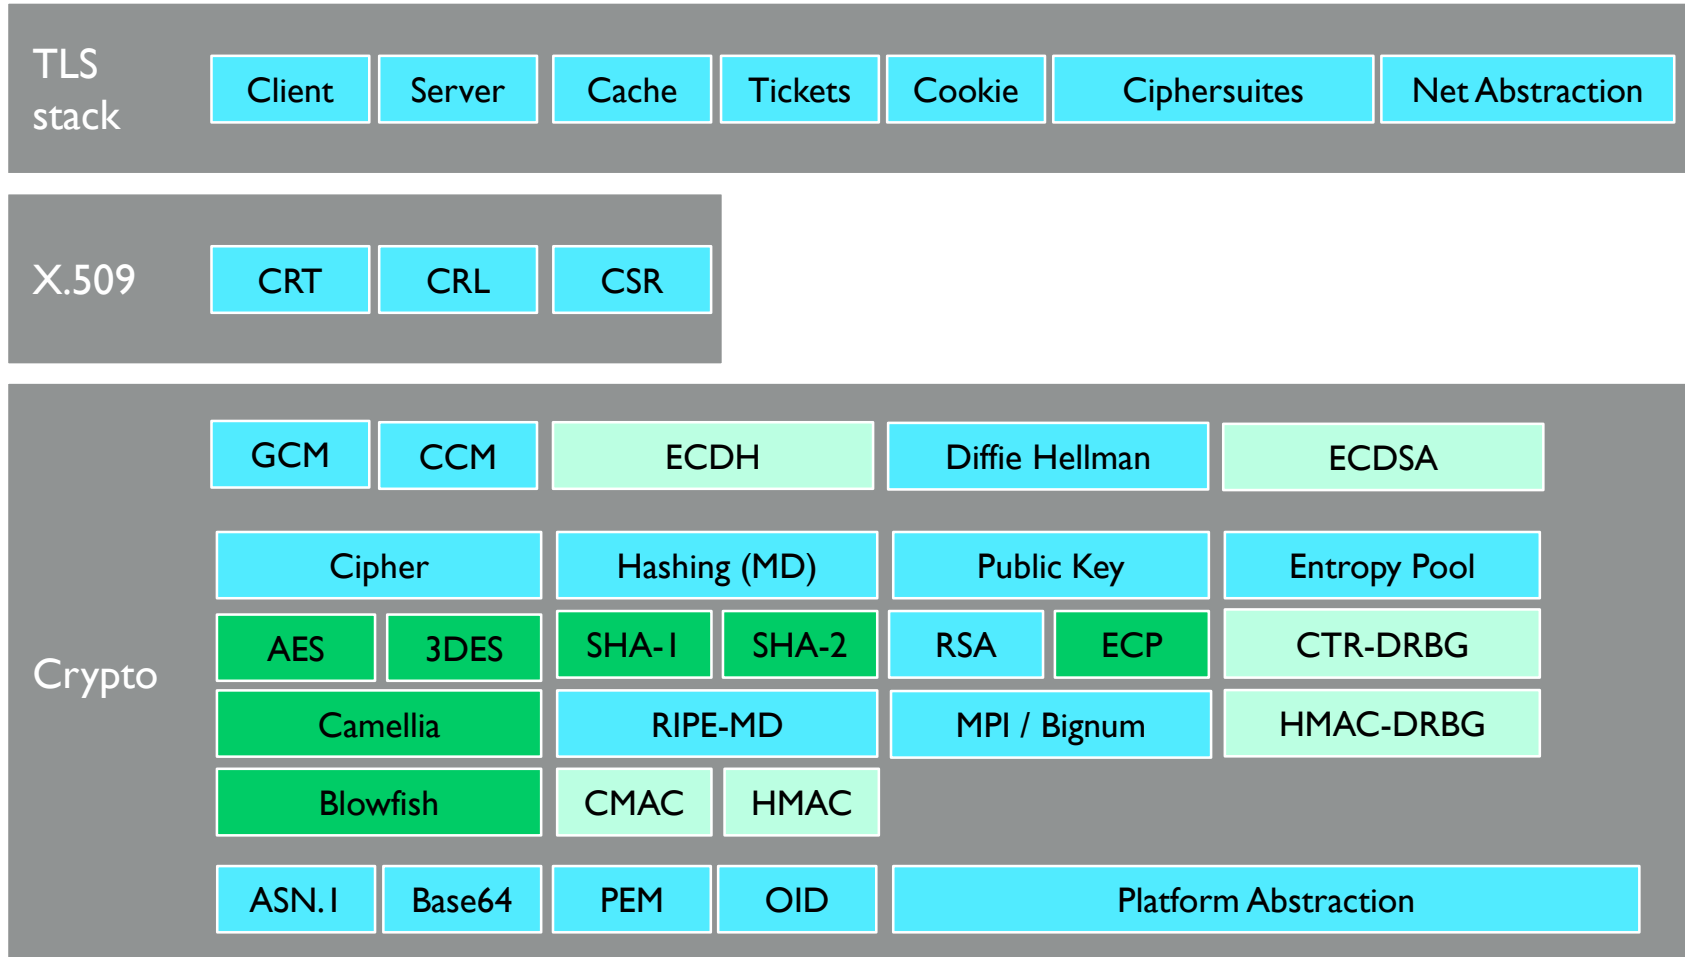 TLS
stack
Client Server Cache Tickets Cookie Ciphersuites Net Abstraction
X.509
CRT CRL CSR
GCM CCM ECDH Diffie Hellman ECDSA
Cipher Hashing (MD) Public Key Entropy Pool
AES 3DES SHA-1 SHA-2 RSA ECP CTR-DRBG
Crypto
Camellia RIPE-MD MPI / Bignum HMAC-DRBG
Blowfish CMAC HMAC
ASN.1 Base64 PEM OID Platform Abstraction